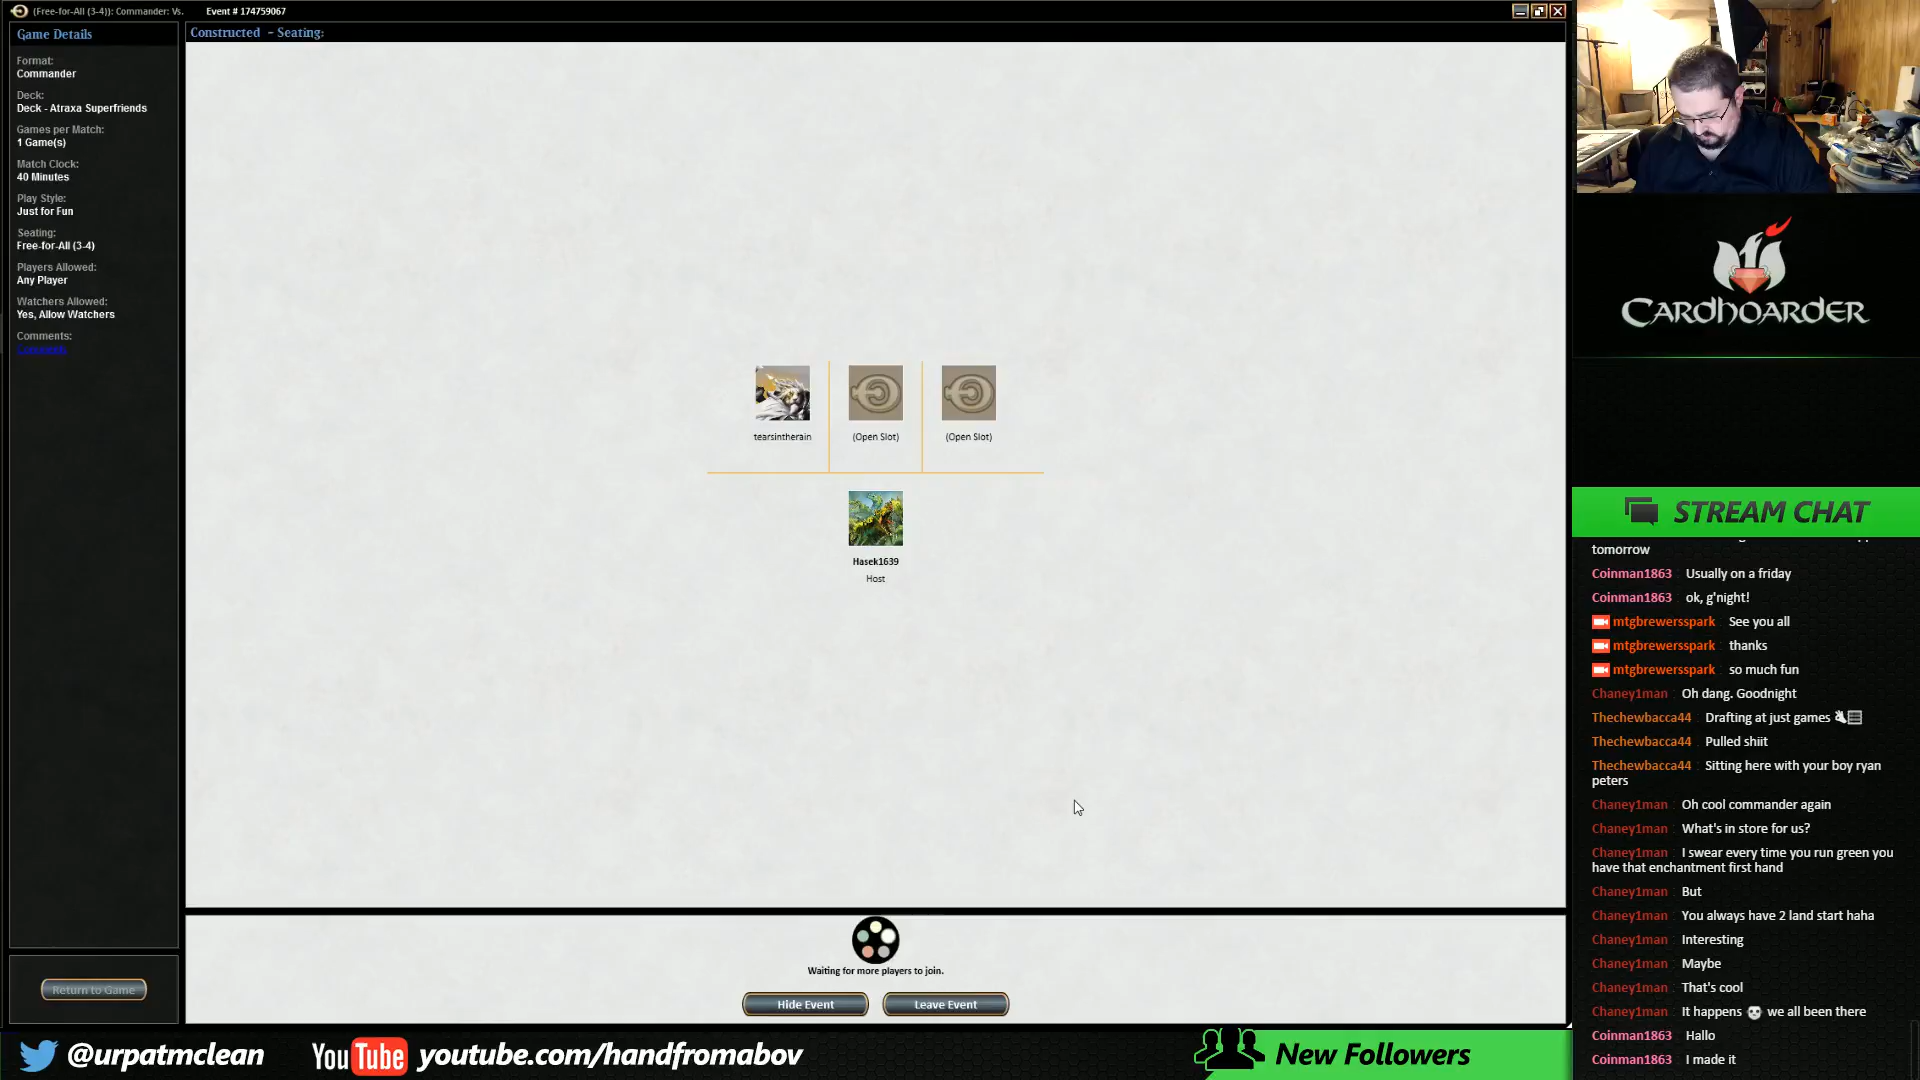 (Free-for-All (3-4)): Commander: Vs.
Event # 174759067
Game Details
Constructed - Seating:
Format:
Commander
Deck:
Deck - Atraxa Superfriends
Games per Match:
1 Game(s)
Match Clock:
40 Minutes
Play Style:
Just for Fun
Seating:
Free-for-All (3-4)
Players Allowed:
Any Player
Watchers Allowed:
Yes, Allow Watchers
Comments:
Comments
tearsintherain
(Open Slot)
(Open Slot)
Hasek1639
Host
Waiting for more players to join.
Hide Event
Leave Event
Return to Game
CARDHOARDER
STREAM CHAT
tomorrow
Coinman1863 : Usually on a friday
Coinman1863 : ok, g'night!
mtgbrewersspark : See you all
mtgbrewersspark : thanks
mtgbrewersspark : so much fun
Chaney1man : Oh dang. Goodnight
Thechewbacca44 : Drafting at just games
Thechewbacca44 : Pulled shiit
Thechewbacca44 : Sitting here with your boy ryan
peters
Chaney1man : Oh cool commander again
Chaney1man : What's in store for us?
Chaney1man : I swear every time you run green you
have that enchantment first hand
Chaney1man : But
Chaney1man : You always have 2 land start haha
Chaney1man : Interesting
Chaney1man : Maybe
Chaney1man : That's cool
Chaney1man : It happens we all been there
Coinman1863 : Hallo
Coinman1863 : I made it
@urpatmclean
YouTube
youtube.com/handfromabov
New Followers